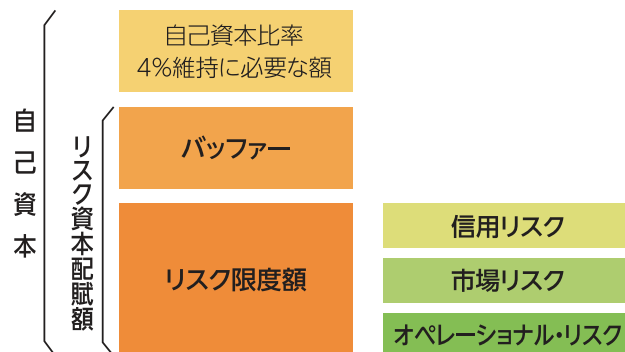 自己資本
リスク資本配賦額
自己資本比率
4%維持に必要な額
バッファー
リスク限度額
信用リスク
市場リスク
オペレーショナル・リスク